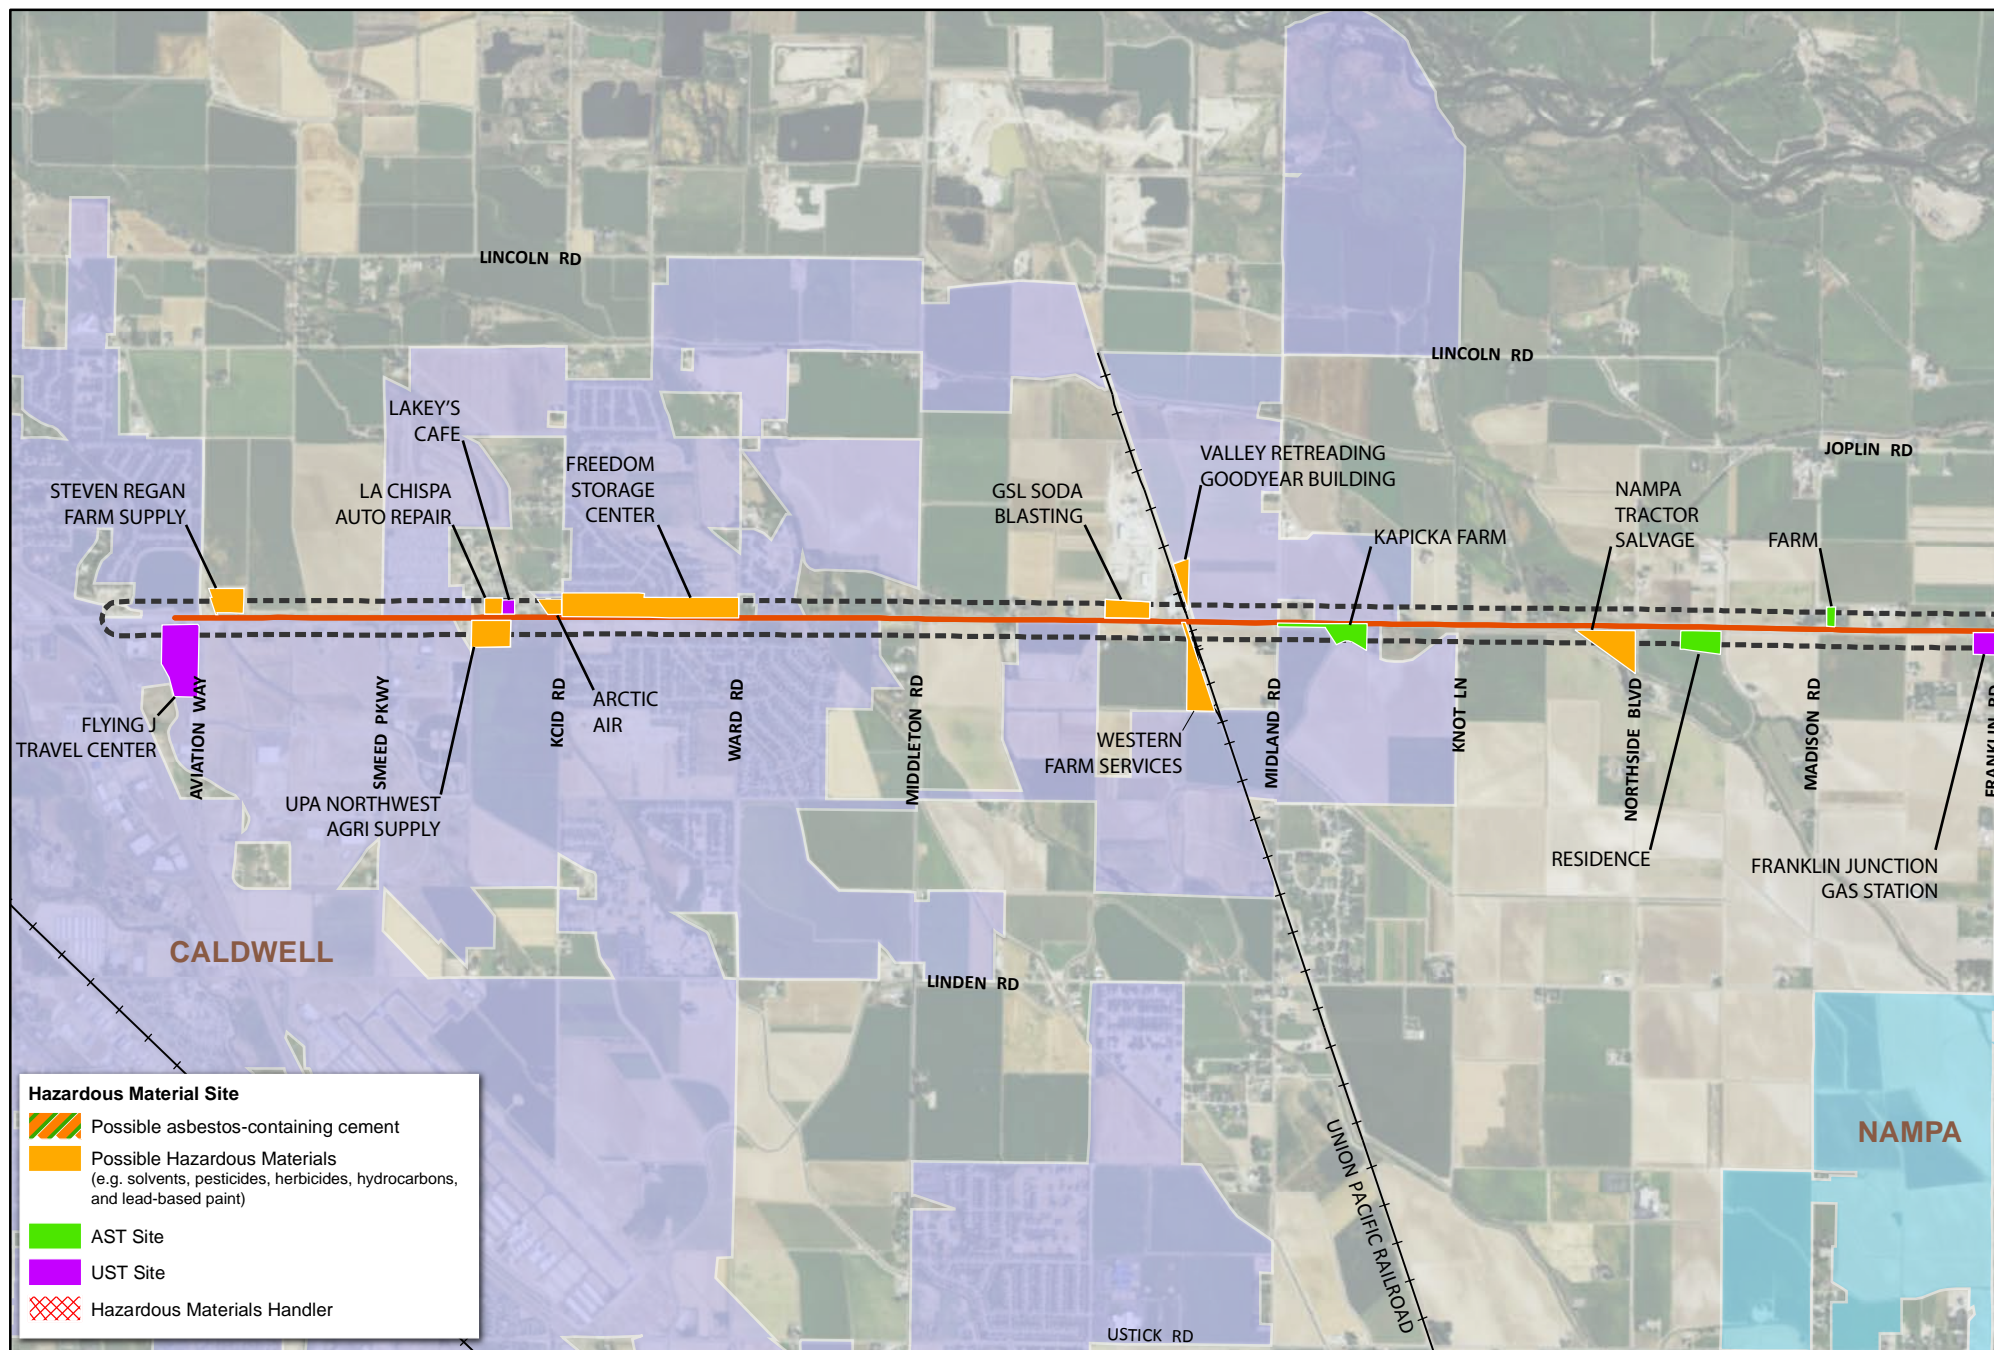 LINCOLN RD
LINCOLN RD
LAKEY'S
CAFE
JOPLIN RD
FREEDOM
STORAGE
CENTER
VALLEY RETREADING
GOODYEAR BUILDING
STEVEN REGAN
FARM SUPPLY
LA CHISPA
AUTO REPAIR
GSL SODA
BLASTING
NAMPA
TRACTOR
SALVAGE
KAPICKA FARM
FARM
FLYING J
TRAVEL CENTER
AVIATION WAY
SMEED PKWY
UPA NORTHWEST
AGRI SUPPLY
KCID RD
ARCTIC
AIR
WARD RD
MIDDLETON RD
WESTERN
FARM SERVICES
MIDLAND RD
KNOT LN
NORTHSIDE BLVD
RESIDENCE
MADISON RD
FRANKLIN JUNCTION
GAS STATION
FRANKLIN RD
CALDWELL
LINDEN RD
NAMPA
UNION PACIFIC RAILROAD
USTICK RD
Hazardous Material Site
Possible asbestos-containing cement
Possible Hazardous Materials
(e.g. solvents, pesticides, herbicides, hydrocarbons,
and lead-based paint)
AST Site
UST Site
Hazardous Materials Handler